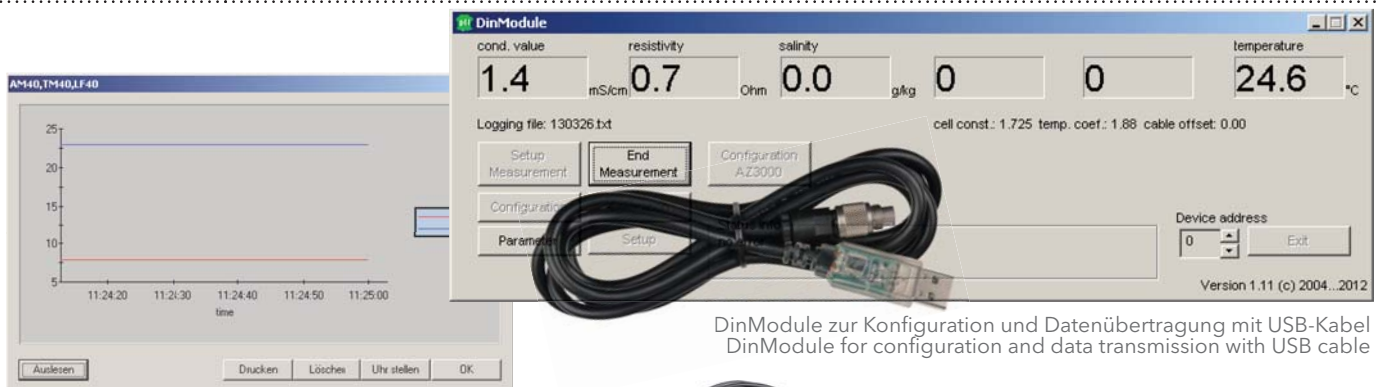 DinModule
cond. value resistivity salinity temperature
1.4 mS/cm 0.7 Ohm 0.0 g/kg 0 0 24.6 °C
Logging file: 130326.txt cell const.: 1.725 temp. coef.: 1.88 cable offset: 0.00
Setup Measurement
End Measurement
Configuration AZ3000
Configuration
Parameter
Setup
Device address
0
Exit
Version 1.11 (c) 2004...2012
AM40,TM40,LF40
25
20
15
10
5
11:24:20 11:24:30 11:24:40 11:24:50 11:25:00
time
Auslesen Drucken Löschen Uhr stellen OK
DinModule zur Konfiguration und Datenübertragung mit USB-Kabel
DinModule for configuration and data transmission with USB cable